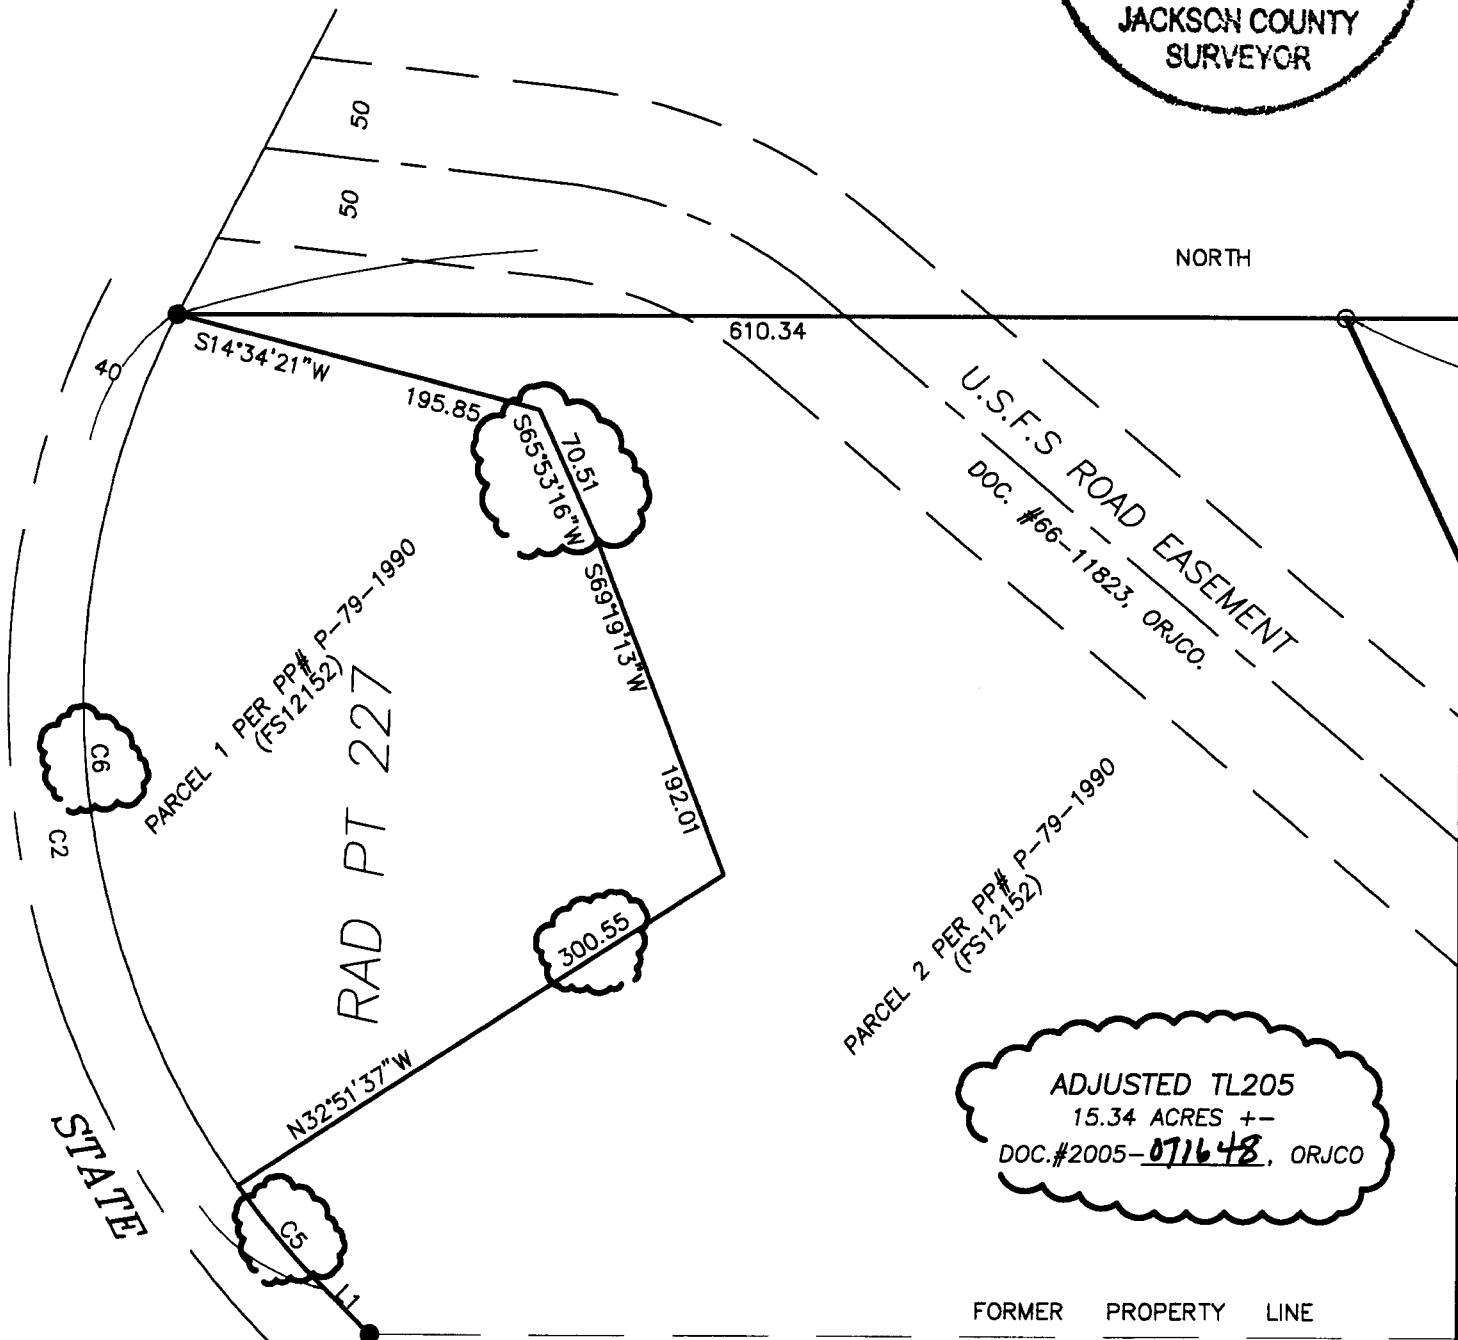 JACKSON COUNTY
SURVEYOR
50
50
NORTH
610.34
40
S14°34'21"W
195.85
70.51
S65°53'16"W
S69°19'13"W
192.01
U.S.F.S ROAD EASEMENT
DOC. #66-11823, ORJCO.
PARCEL 1 PER PP# P-79-1990
(FS12152)
RAD PT 227
C6
C2
300.55
N32°51'37"W
PARCEL 2 PER PP# P-79-1990
(FS12152)
STATE
C5
L1
ADJUSTED TL205
15.34 ACRES +-
DOC.#2005-071648, ORJCO
FORMER PROPERTY LINE